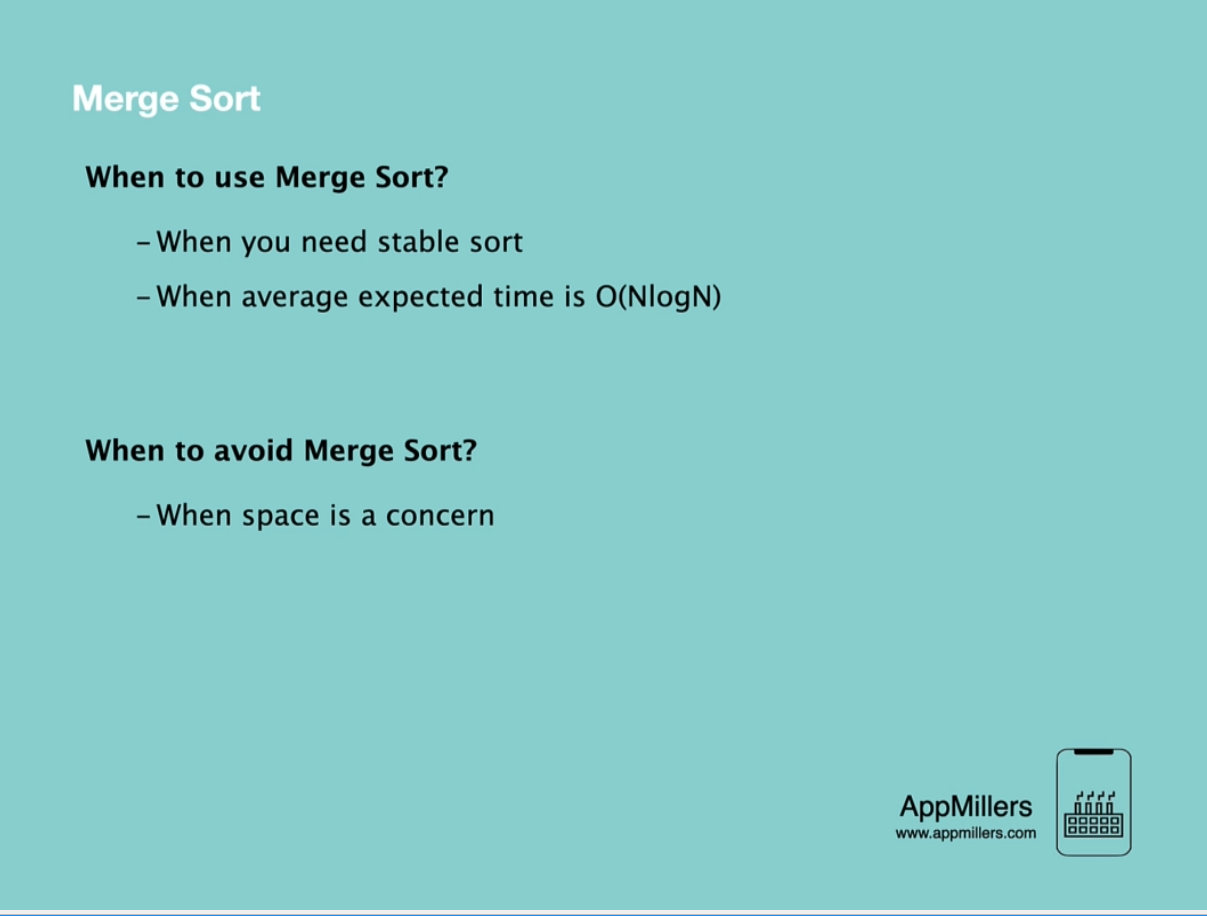 Merge Sort
When to use Merge Sort?
– When you need stable sort
– When average expected time is O(NlogN)
When to avoid Merge Sort?
– When space is a concern
AppMillers
www.appmillers.com